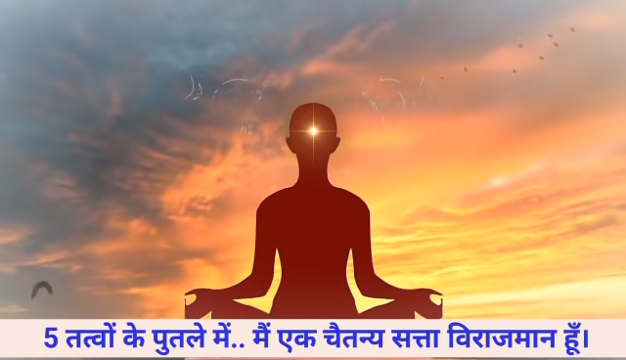 5 तत्वों के पुतले में.. मैं एक चैतन्य सत्ता विराजमान हूँ।